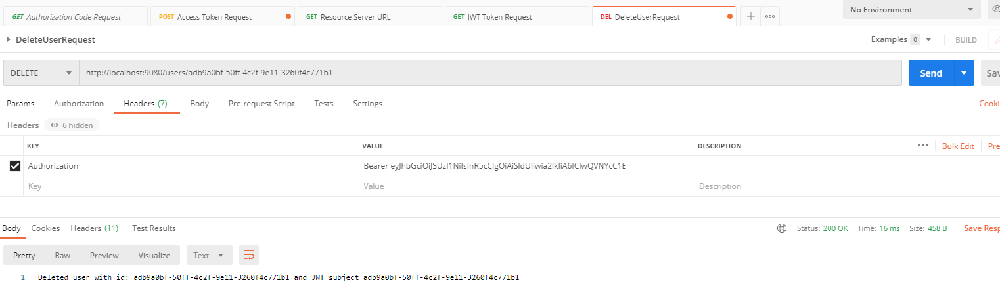 GET Authorization Code Request POST Access Token Request GET Resource Server URL GET JWT Token Request DEL DeleteUserRequest No Environment
DeleteUserRequest Examples 0 BUILD
DELETE http://localhost:9080/users/adb9a0bf-50ff-4c2f-9e11-3260f4c771b1 Send Sav
Params Authorization Headers (7) Body Pre-request Script Tests Settings Cooki
Headers 6 hidden
KEY VALUE DESCRIPTION Bulk Edit Pre
Authorization Bearer eyJhbGciOiJSUzI1NiIsInR5cCIgOiAiSldUIiwia2lkIiA6ICIwQVNYcC1E
Key Value Description
Body Cookies Headers (11) Test Results Status: 200 OK Time: 16 ms Size: 458 B Save Resp
Pretty Raw Preview Visualize Text
1 Deleted user with id: adb9a0bf-50ff-4c2f-9e11-3260f4c771b1 and JWT subject adb9a0bf-50ff-4c2f-9e11-3260f4c771b1